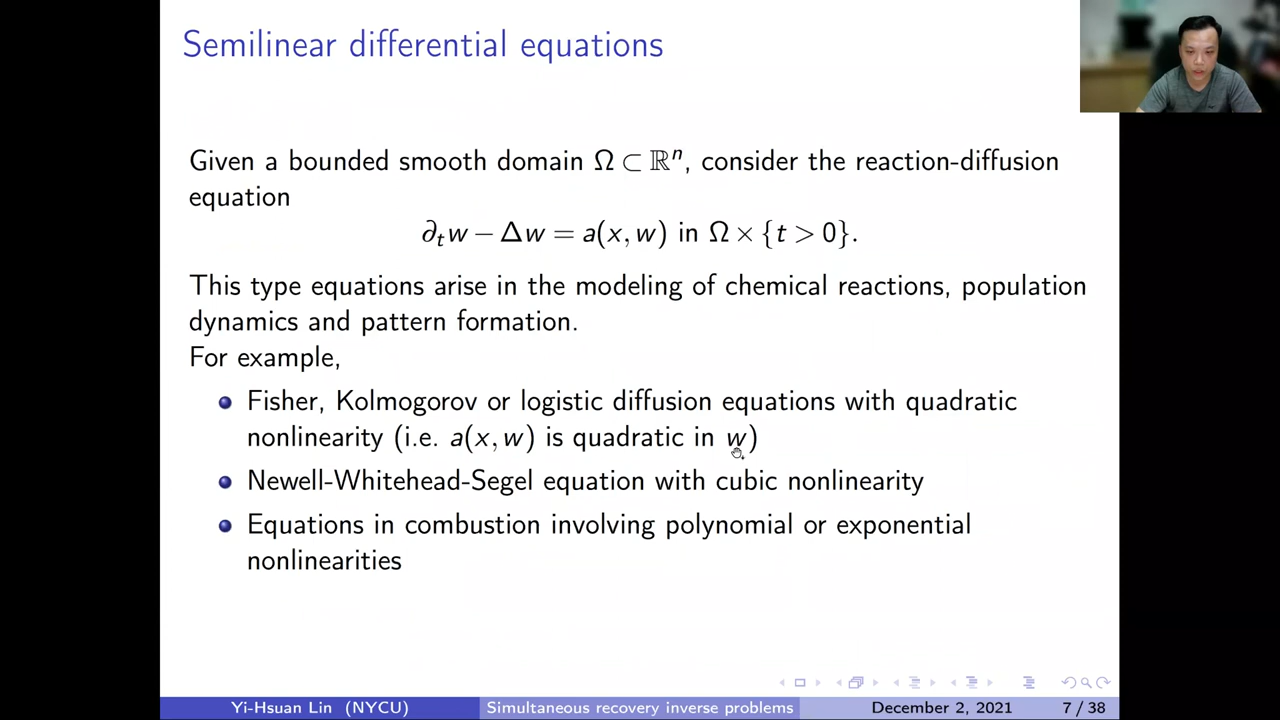 Semilinear differential equations
Given a bounded smooth domain Ω ⊂ ℝⁿ, consider the reaction-diffusion
equation
∂ₜw − Δw = a(x, w) in Ω × {t > 0}.
This type equations arise in the modeling of chemical reactions, population
dynamics and pattern formation.
For example,
Fisher, Kolmogorov or logistic diffusion equations with quadratic
nonlinearity (i.e. a(x, w) is quadratic in w)
Newell-Whitehead-Segel equation with cubic nonlinearity
Equations in combustion involving polynomial or exponential
nonlinearities
Yi-Hsuan Lin (NYCU) Simultaneous recovery inverse problems December 2, 2021 7 / 38